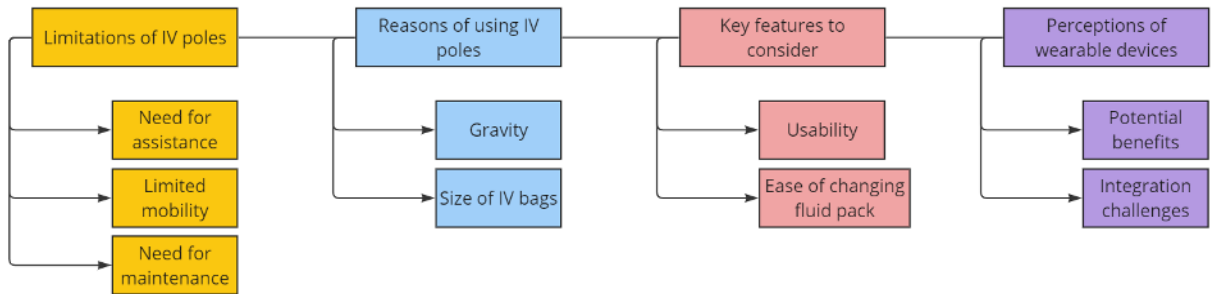 Limitations of IV poles
Reasons of using IV
poles
Key features to
consider
Perceptions of
wearable devices
Need for
assistance
Limited
mobility
Need for
maintenance
Gravity
Size of IV bags
Usability
Ease of changing
fluid pack
Potential
benefits
Integration
challenges